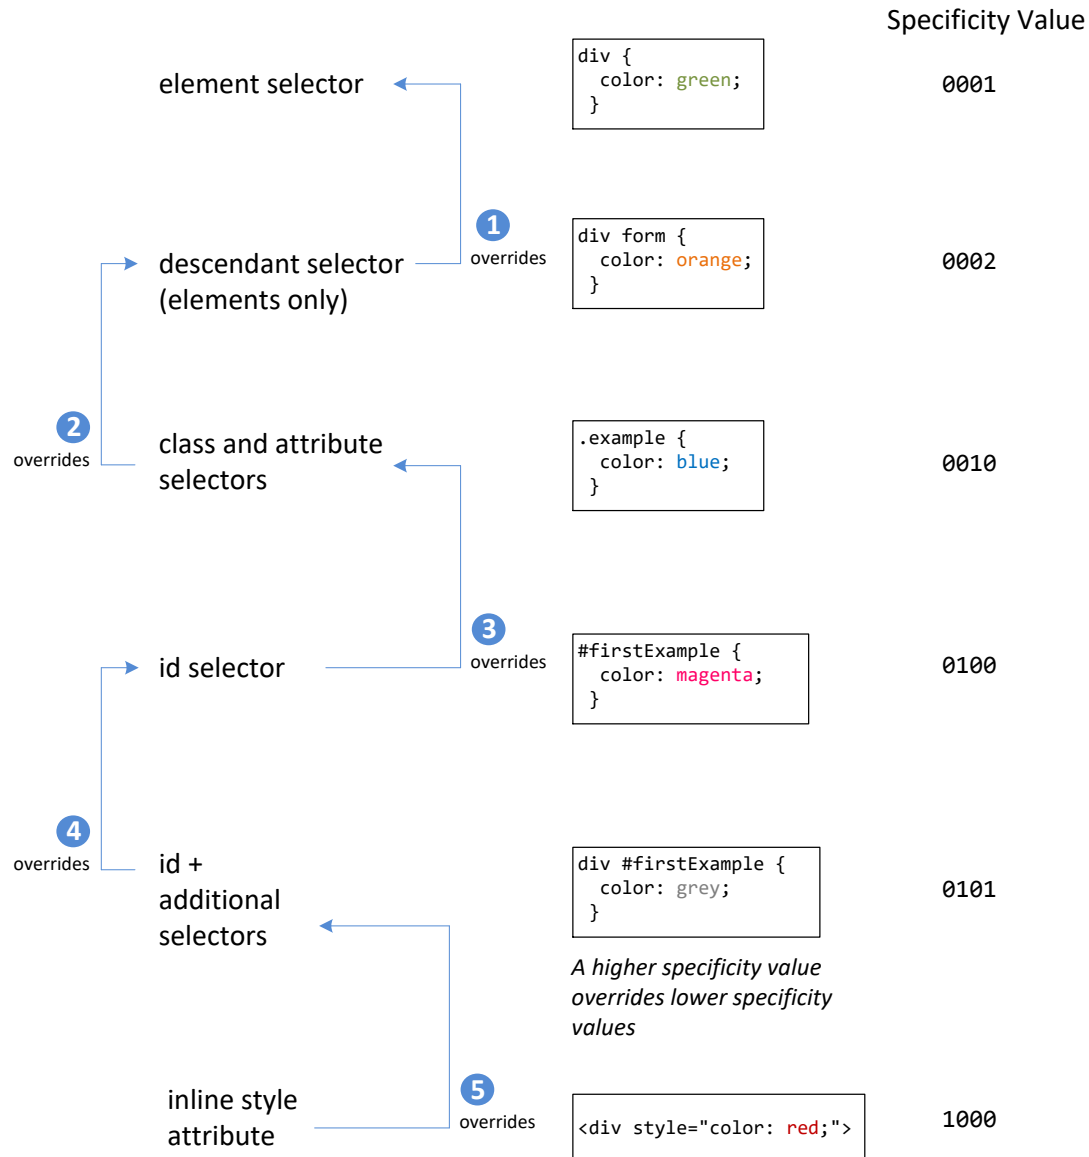 Specificity Value
element selector
div {
  color: green;
 }
0001
1
overrides
descendant selector
(elements only)
div form {
  color: orange;
 }
0002
2
overrides
class and attribute
selectors
.example {
  color: blue;
 }
0010
3
overrides
id selector
#firstExample {
  color: magenta;
 }
0100
4
overrides
id +
additional
selectors
div #firstExample {
  color: grey;
 }
0101
A higher specificity value
overrides lower specificity
values
5
overrides
inline style
attribute
<div style="color: red;">
1000